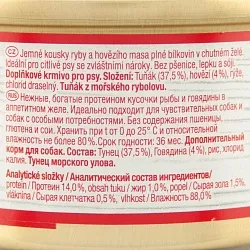 CZ Jemné kousky ryby a hovězího masa plné bílkovin v chutném želé.
Ideální pro citlivé psy se zvláštními nároky. Bez pšenice, lepku a sóji.
Doplňkové krmivo pro psy. Složení: Tuňák (37,5%), hovězí (4%), rýže,
chlorid draselný. Tuňák z mořského rybolovu.
RUS Нежные, богатые протеином кусочки рыбы и говядины в
аппетитном желе. Идеально подходит для чувствительных собак и
собак с особыми потребностями. Без содержания пшеницы,
глютена и сои. Хранить при t от 0 до 25° С и относительной
влажности не более 80%. Срок годности: 36 мес. Дополнительный
корм для собак. Состав: Тунец (37,5%), Говядина (4%), рис, хлорид
калия. Тунец морского улова.
Analytické složky / Аналитический состав ингредиентов/
protein / Протеин 14,0%, obsah tuku / жир 1,0%, popel / Сырая зола 1,5%,
vláknina / Сырая клетчатка 0,5%, vlhkost / Влажность 88,0%